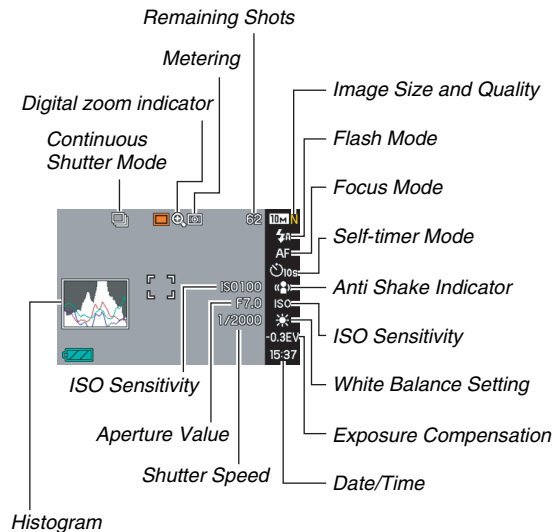 Remaining Shots
Metering
Digital zoom indicator
Continuous
Shutter Mode
Image Size and Quality
Flash Mode
Focus Mode
Self-timer Mode
Anti Shake Indicator
ISO Sensitivity
White Balance Setting
Exposure Compensation
Date/Time
62
10M N
A
AF
10s
ISO
-0.3EV
15:37
ISO100
F7.0
1/2000
ISO Sensitivity
Aperture Value
Shutter Speed
Histogram